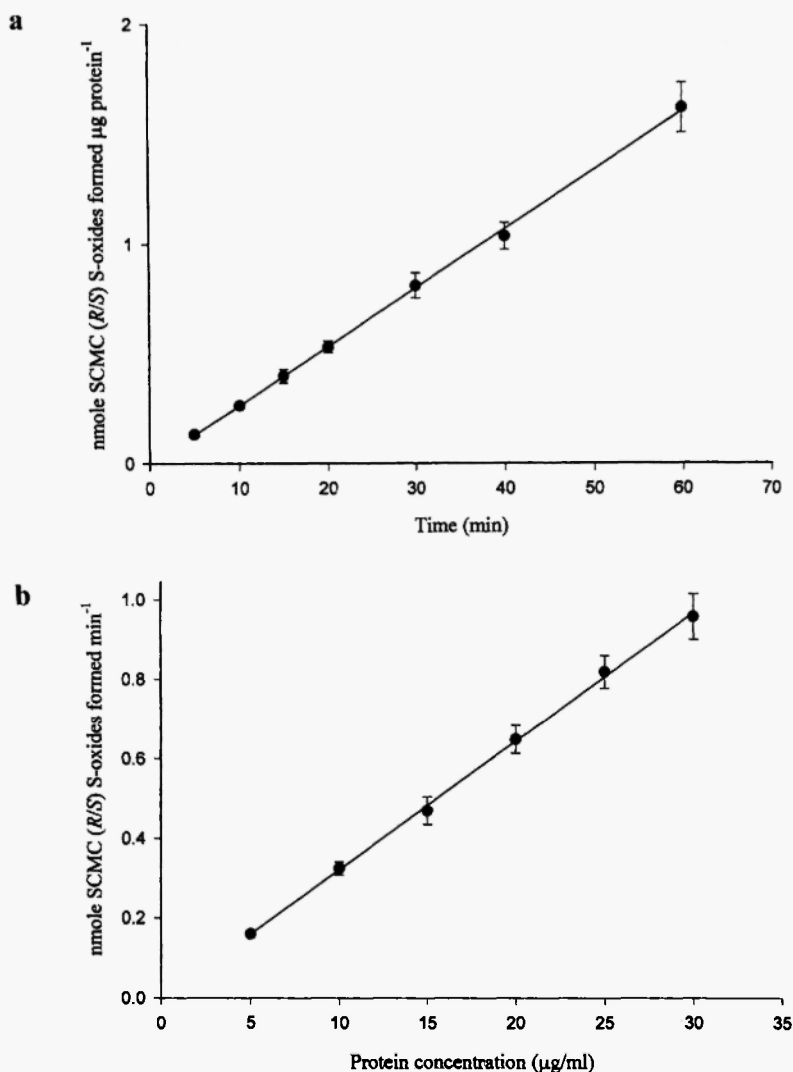 a
nmole SCMC (R/S) S-oxides formed µg protein⁻¹
2
1
0
0 10 20 30 40 50 60 70
Time (min)
b
nmole SCMC (R/S) S-oxides formed min⁻¹
1.0
0.8
0.6
0.4
0.2
0.0
0 5 10 15 20 25 30 35
Protein concentration (µg/ml)